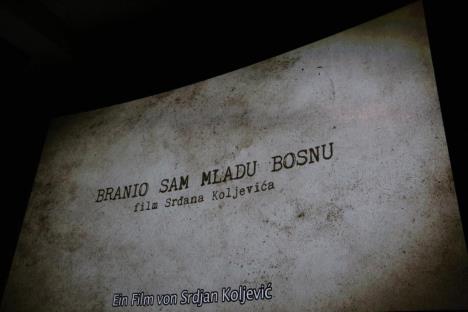 BRANIO SAM MLADU BOSNU
film Srđana Koljevića
Ein Film von Srdjan Koljević